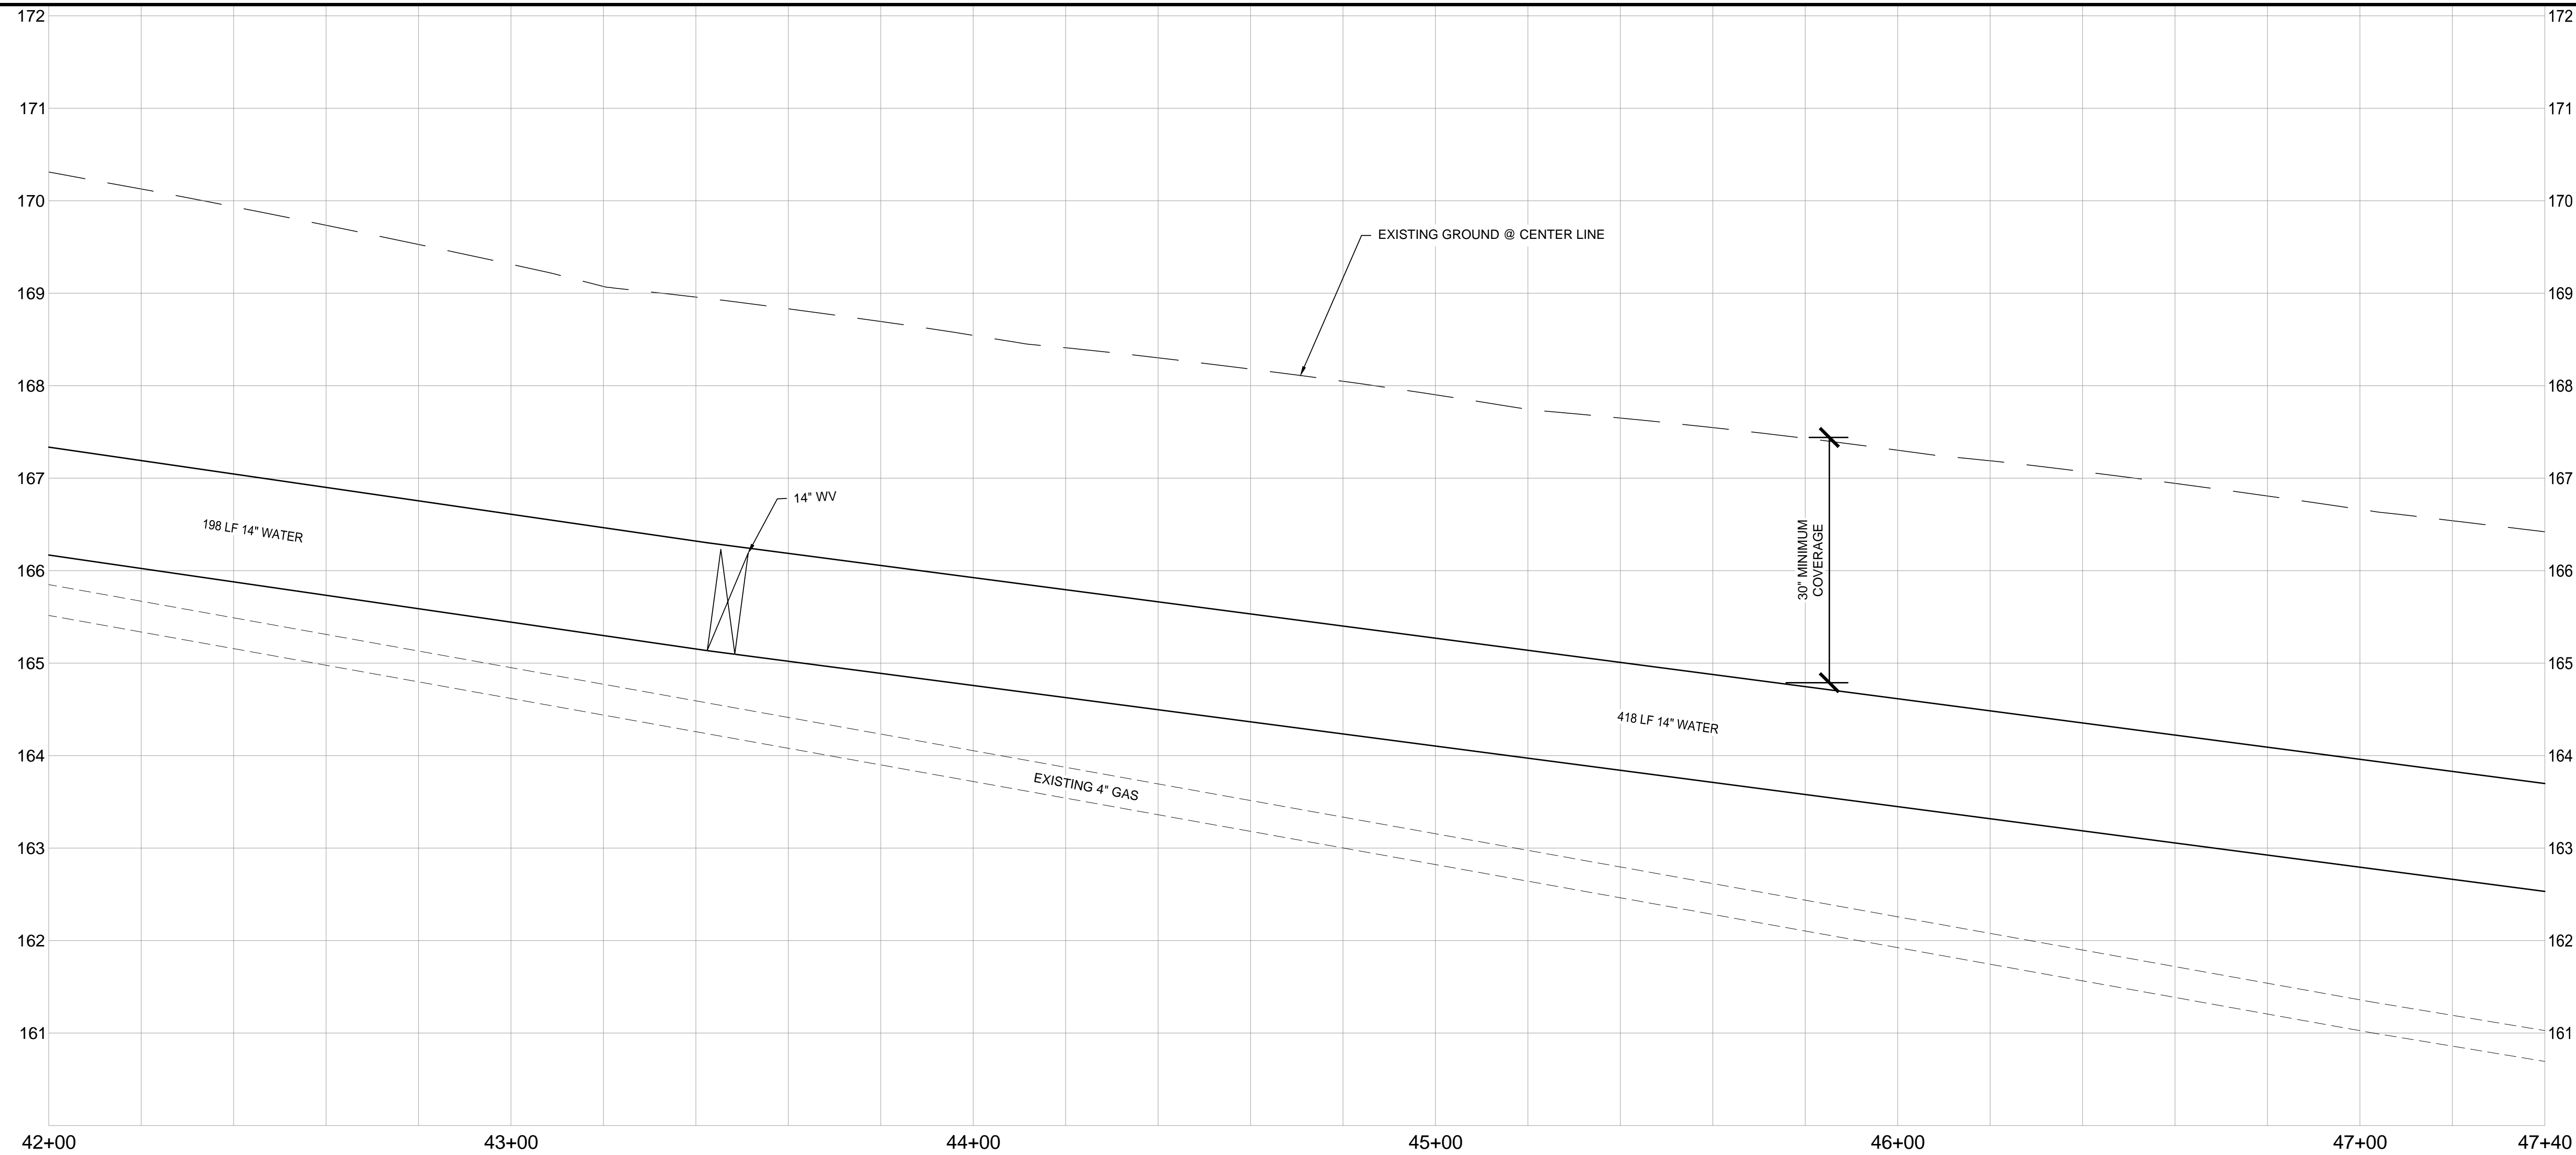 172 172
171 171
170 170
EXISTING GROUND @ CENTER LINE
169 169
168 168
167 167
14" WV
198 LF 14" WATER
30" MINIMUM
COVERAGE
166 166
165 165
418 LF 14" WATER
164 164
EXISTING 4" GAS
163 163
162 162
161 161
42+00 43+00 44+00 45+00 46+00 47+00 47+40